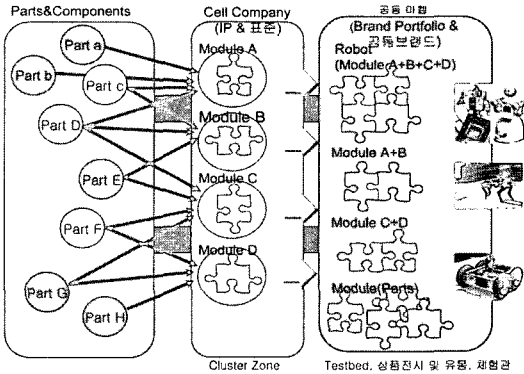 Parts&Components
Part a
Part b
Part c
Part D
Part E
Part F
Part G
Part H
Cell Company
(IP & 표준)
Module A
Module B
Module C
Module D
Cluster Zone
공동 마켓
(Brand Portfolio &
공동브랜드)
Robot
(Module A+B+C+D)
Module A+B
Module C+D
Module(Parts)
Testbed, 상품전시 및 유통, 체험관